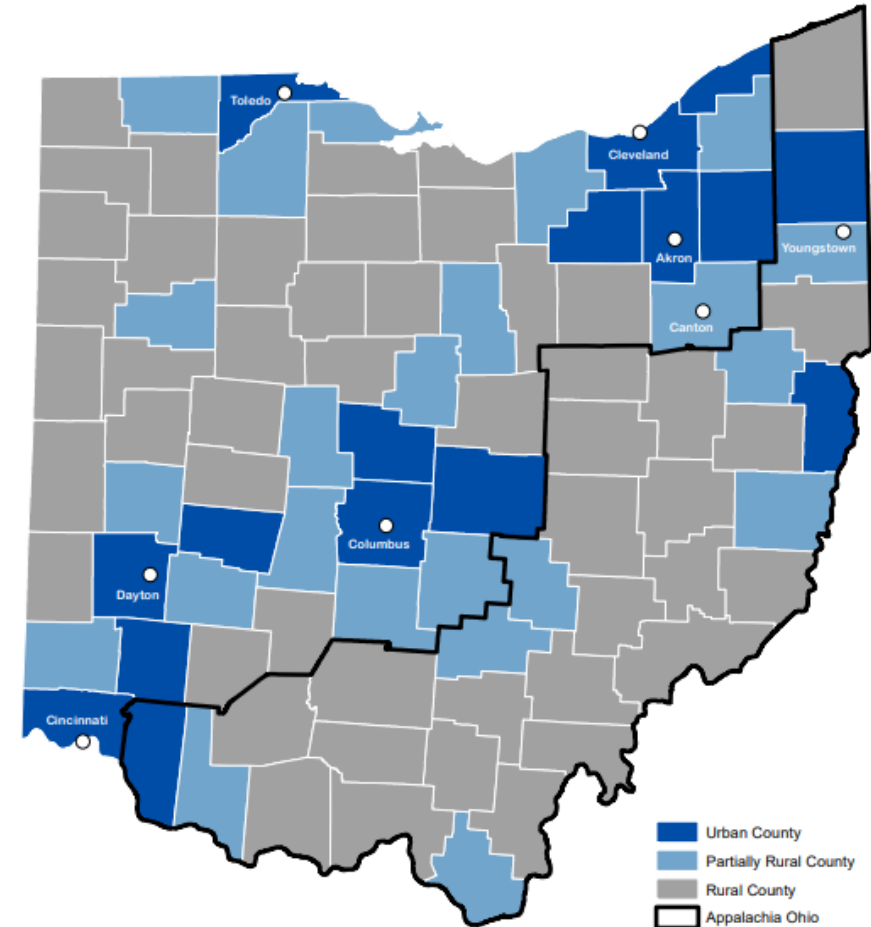 Toledo
Cleveland
Youngstown
Akron
Canton
Columbus
Dayton
Cincinnati
Urban County
Partially Rural County
Rural County
Appalachia Ohio